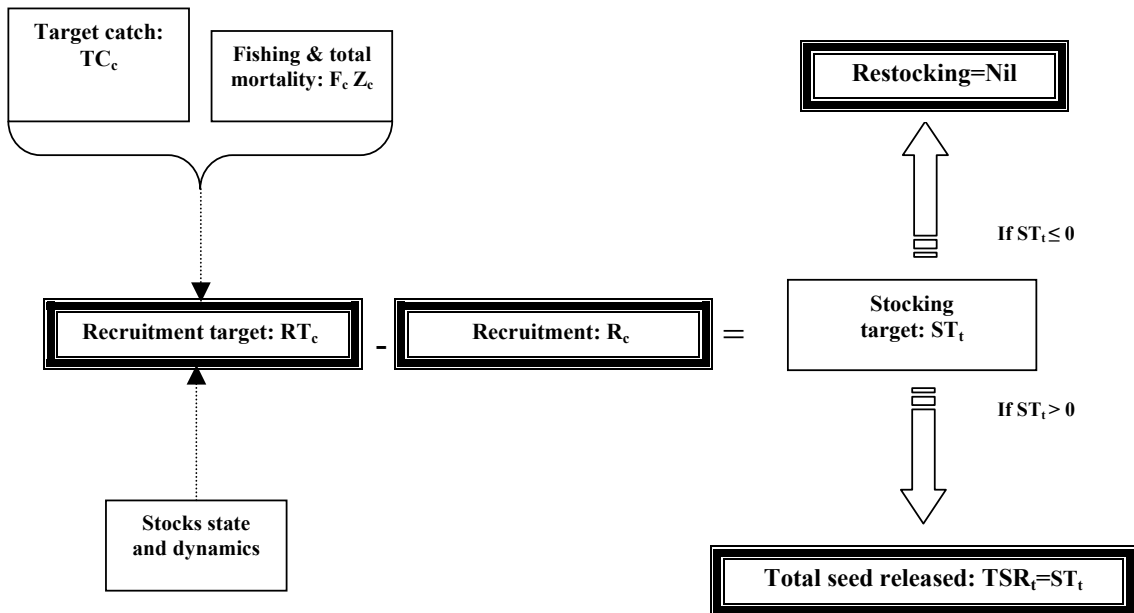 Target catch:
TCc
Fishing & total
mortality: Fc Zc
Restocking=Nil
If STt ≤ 0
Recruitment target: RTc
-
Recruitment: Rc
=
Stocking
target: STt
If STt > 0
Stocks state
and dynamics
Total seed released: TSRt=STt